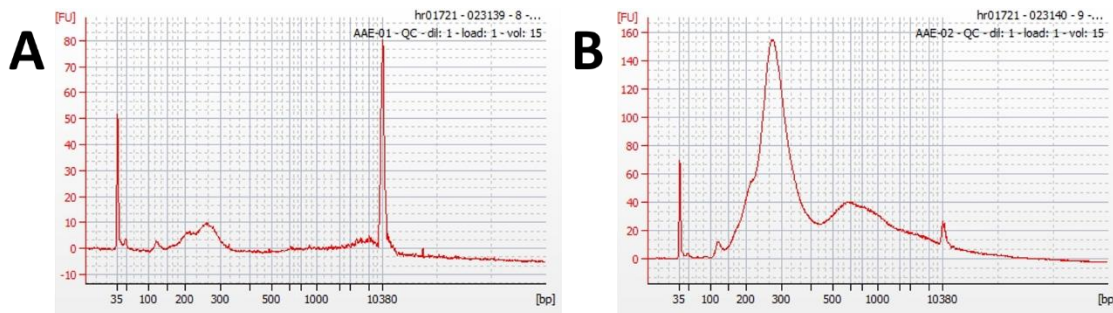 A
[FU]
hr01721 - 023139 - 8 -...
AAE-01 - QC - dil: 1 - load: 1 - vol: 15
80
70
60
50
40
30
20
10
0
-10
35 100 200 300 500 1000 10380 [bp]
B
[FU]
hr01721 - 023140 - 9 -...
AAE-02 - QC - dil: 1 - load: 1 - vol: 15
160
140
120
100
80
60
40
20
0
35 100 200 300 500 1000 10380 [bp]